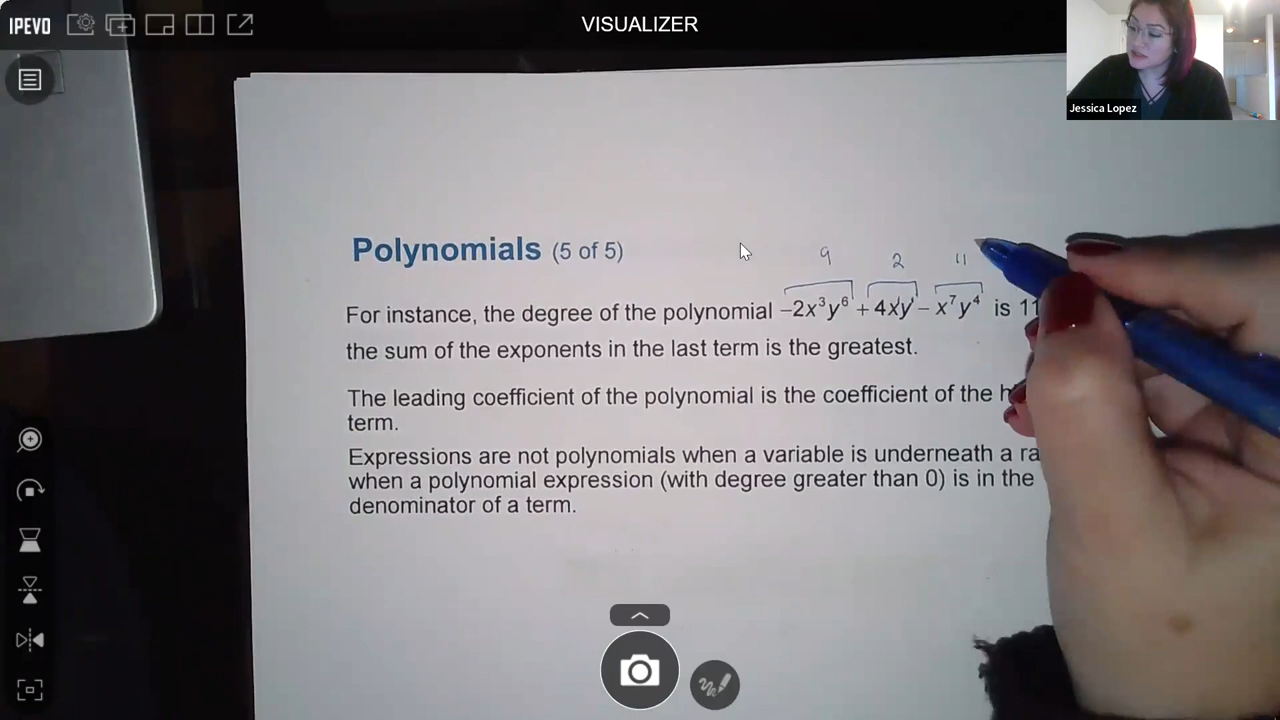 IPEVO
VISUALIZER
Jessica Lopez
Polynomials (5 of 5)
9 2 11
For instance, the degree of the polynomial −2x³y⁶ + 4x¹y¹ − x⁷y⁴ is 11
the sum of the exponents in the last term is the greatest.
The leading coefficient of the polynomial is the coefficient of the
term.
Expressions are not polynomials when a variable is underneath a
when a polynomial expression (with degree greater than 0) is in the
denominator of a term.